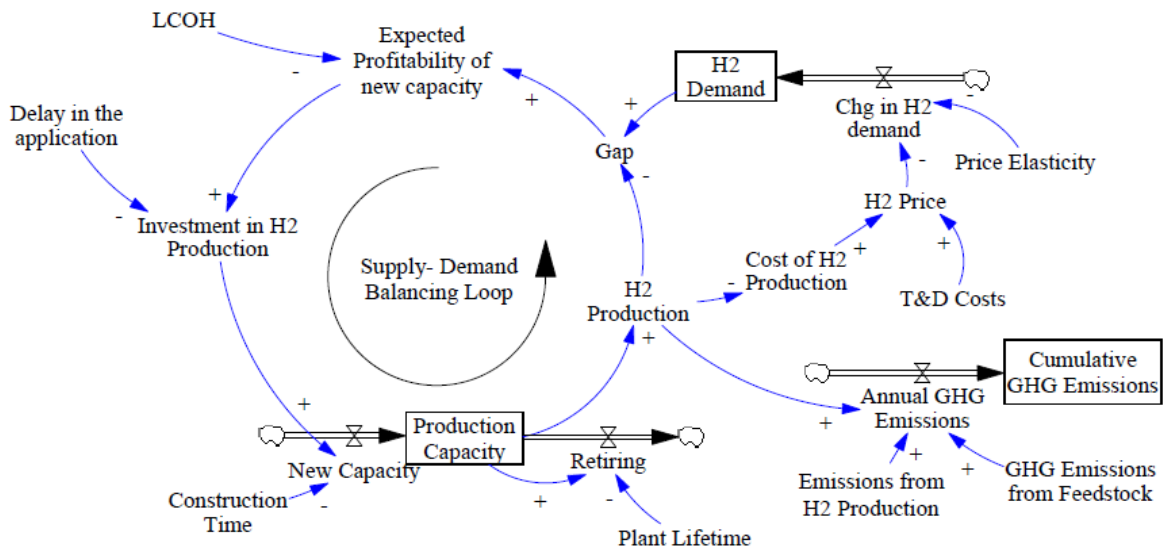 LCOH
-
Expected
Profitability of
new capacity
+
H2
Demand
+
-
Chg in H2
demand
Delay in the
application
Gap
-
-
Price Elasticity
+
-
Investment in H2
Production
H2 Price
+
+
Supply- Demand
Balancing Loop
Cost of H2
Production
-
T&D Costs
H2
Production
+
Cumulative
GHG Emissions
Annual GHG
Emissions
+
+
Production
Capacity
New Capacity
Retiring
+
+
GHG Emissions
from Feedstock
Emissions from
H2 Production
Construction
Time
-
+
-
Plant Lifetime